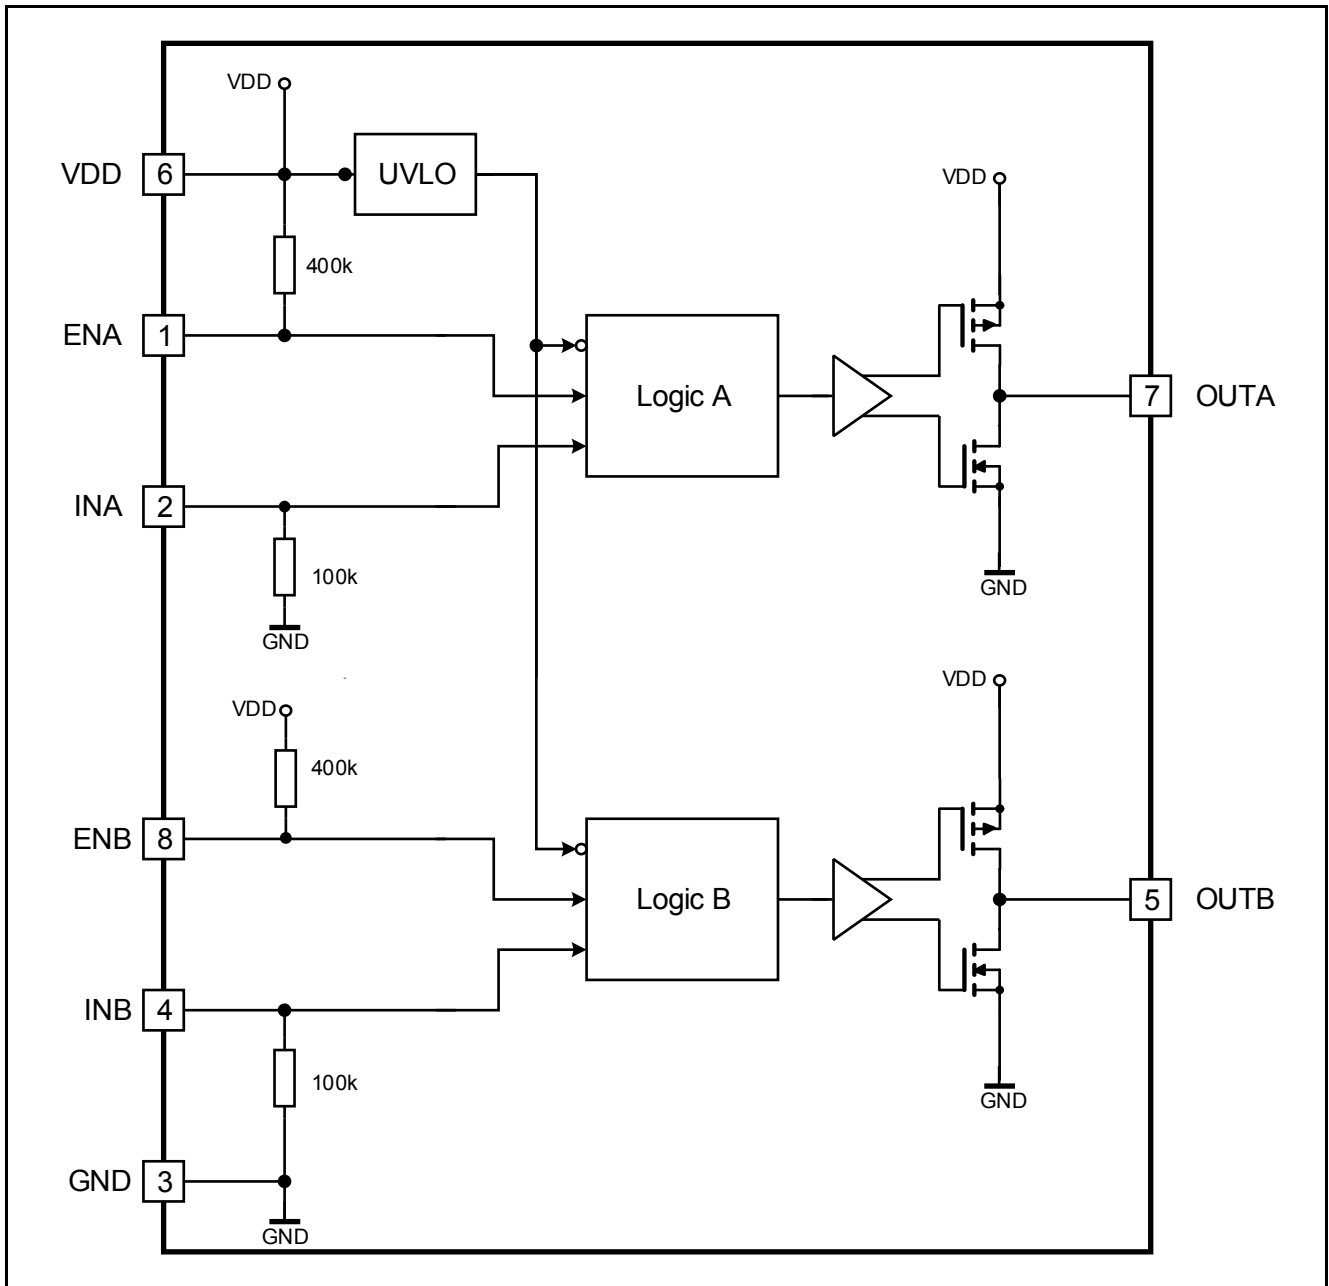 VDD
VDD 6 UVLO
VDD
400k
ENA 1
Logic A
7 OUTA
INA 2
100k
GND
GND
VDD
VDD
400k
ENB 8
Logic B
5 OUTB
INB 4
100k
GND
GND 3
GND